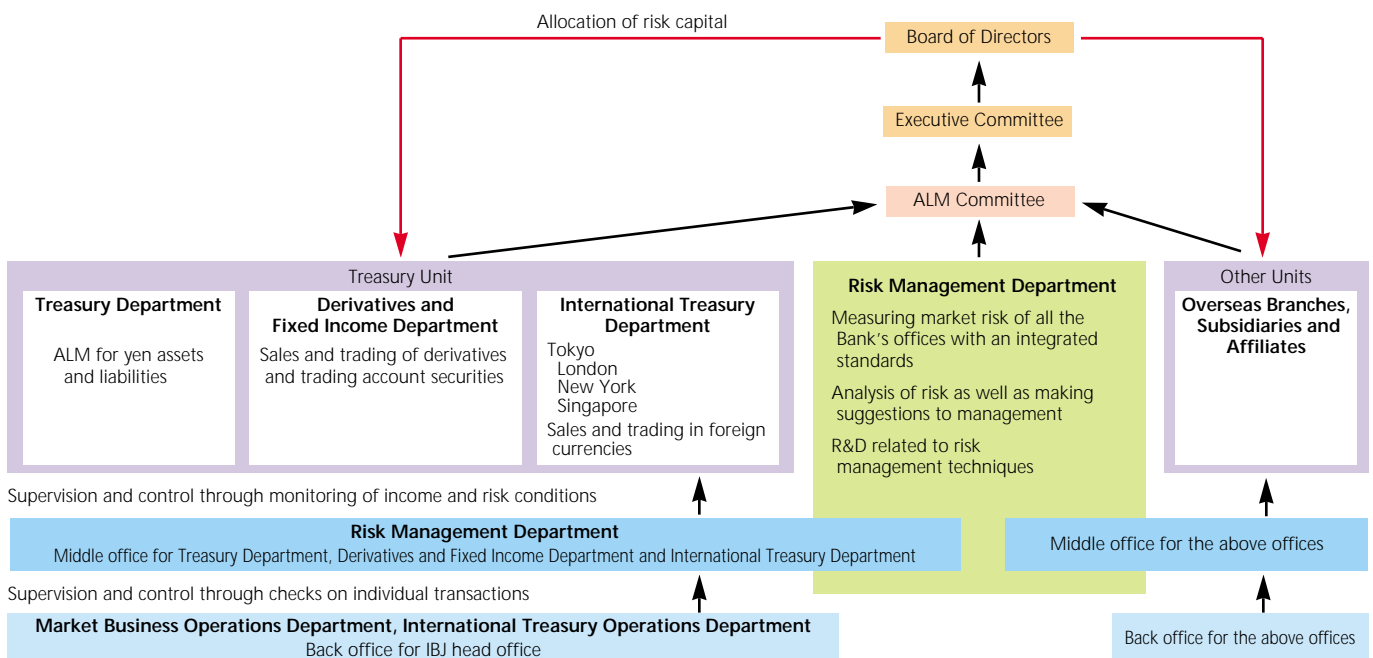 Allocation of risk capital
Board of Directors
Executive Committee
ALM Committee
Treasury Unit
Treasury Department
ALM for yen assets
and liabilities
Derivatives and
Fixed Income Department
Sales and trading of derivatives
and trading account securities
International Treasury
Department
Tokyo
London
New York
Singapore
Sales and trading in foreign
currencies
Risk Management Department
Measuring market risk of all the
Bank's offices with an integrated
standards
Analysis of risk as well as making
suggestions to management
R&D related to risk
management techniques
Other Units
Overseas Branches,
Subsidiaries and
Affiliates
Supervision and control through monitoring of income and risk conditions
Risk Management Department
Middle office for Treasury Department, Derivatives and Fixed Income Department and International Treasury Department
Middle office for the above offices
Supervision and control through checks on individual transactions
Market Business Operations Department, International Treasury Operations Department
Back office for IBJ head office
Back office for the above offices